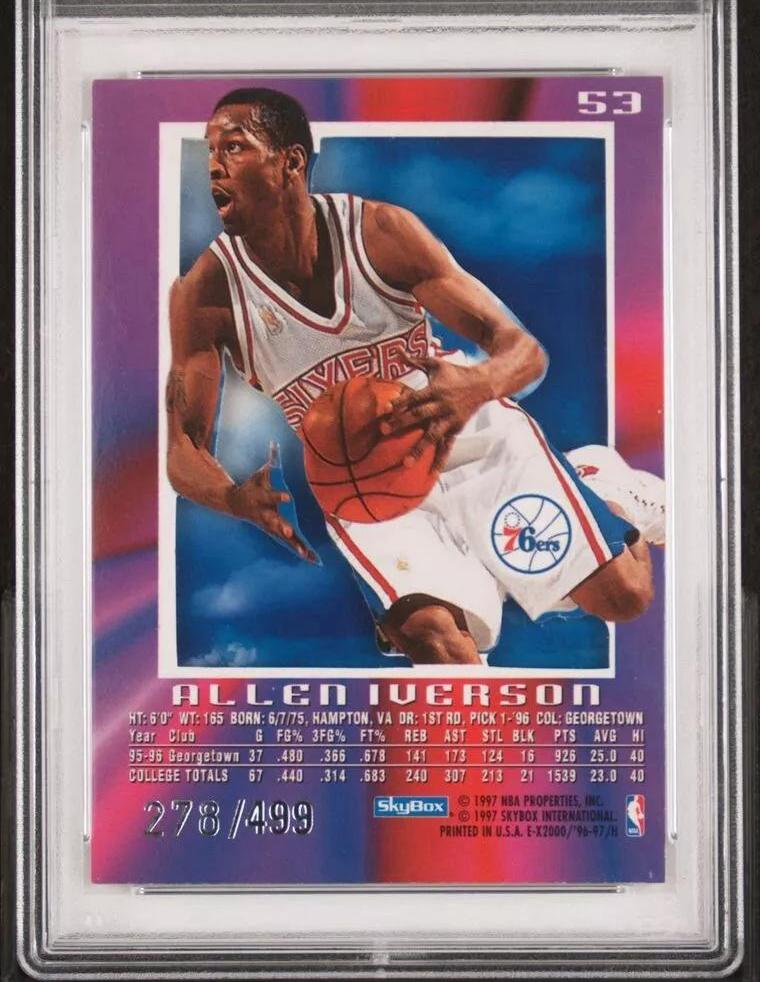 53
SIXERS
76ers
ALLEN IVERSON
HT: 6'0" WT: 165 BORN: 6/7/75, HAMPTON, VA DR: 1ST RD, PICK 1-'96 COL: GEORGETOWN
Year Club G FG% 3FG% FT% REB AST STL BLK PTS AVG HI
95-96 Georgetown 37 .480 .366 .678 141 173 124 16 926 25.0 40
COLLEGE TOTALS 67 .440 .314 .683 240 307 213 21 1539 23.0 40
278/499
SkyBox
© 1997 NBA PROPERTIES, INC.
© 1997 SKYBOX INTERNATIONAL.
PRINTED IN U.S.A. E-X2000/'96-97/H
NBA